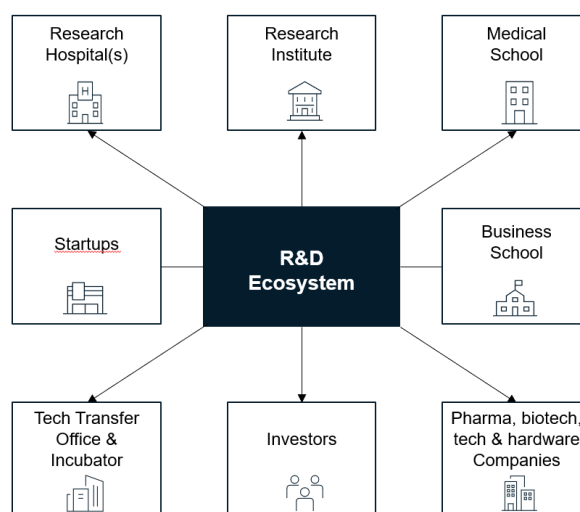 Research
Hospital(s)
H
Research
Institute
Medical
School
Startups
R&D
Ecosystem
Business
School
Tech Transfer
Office &
Incubator
Investors
Pharma, biotech,
tech & hardware
Companies